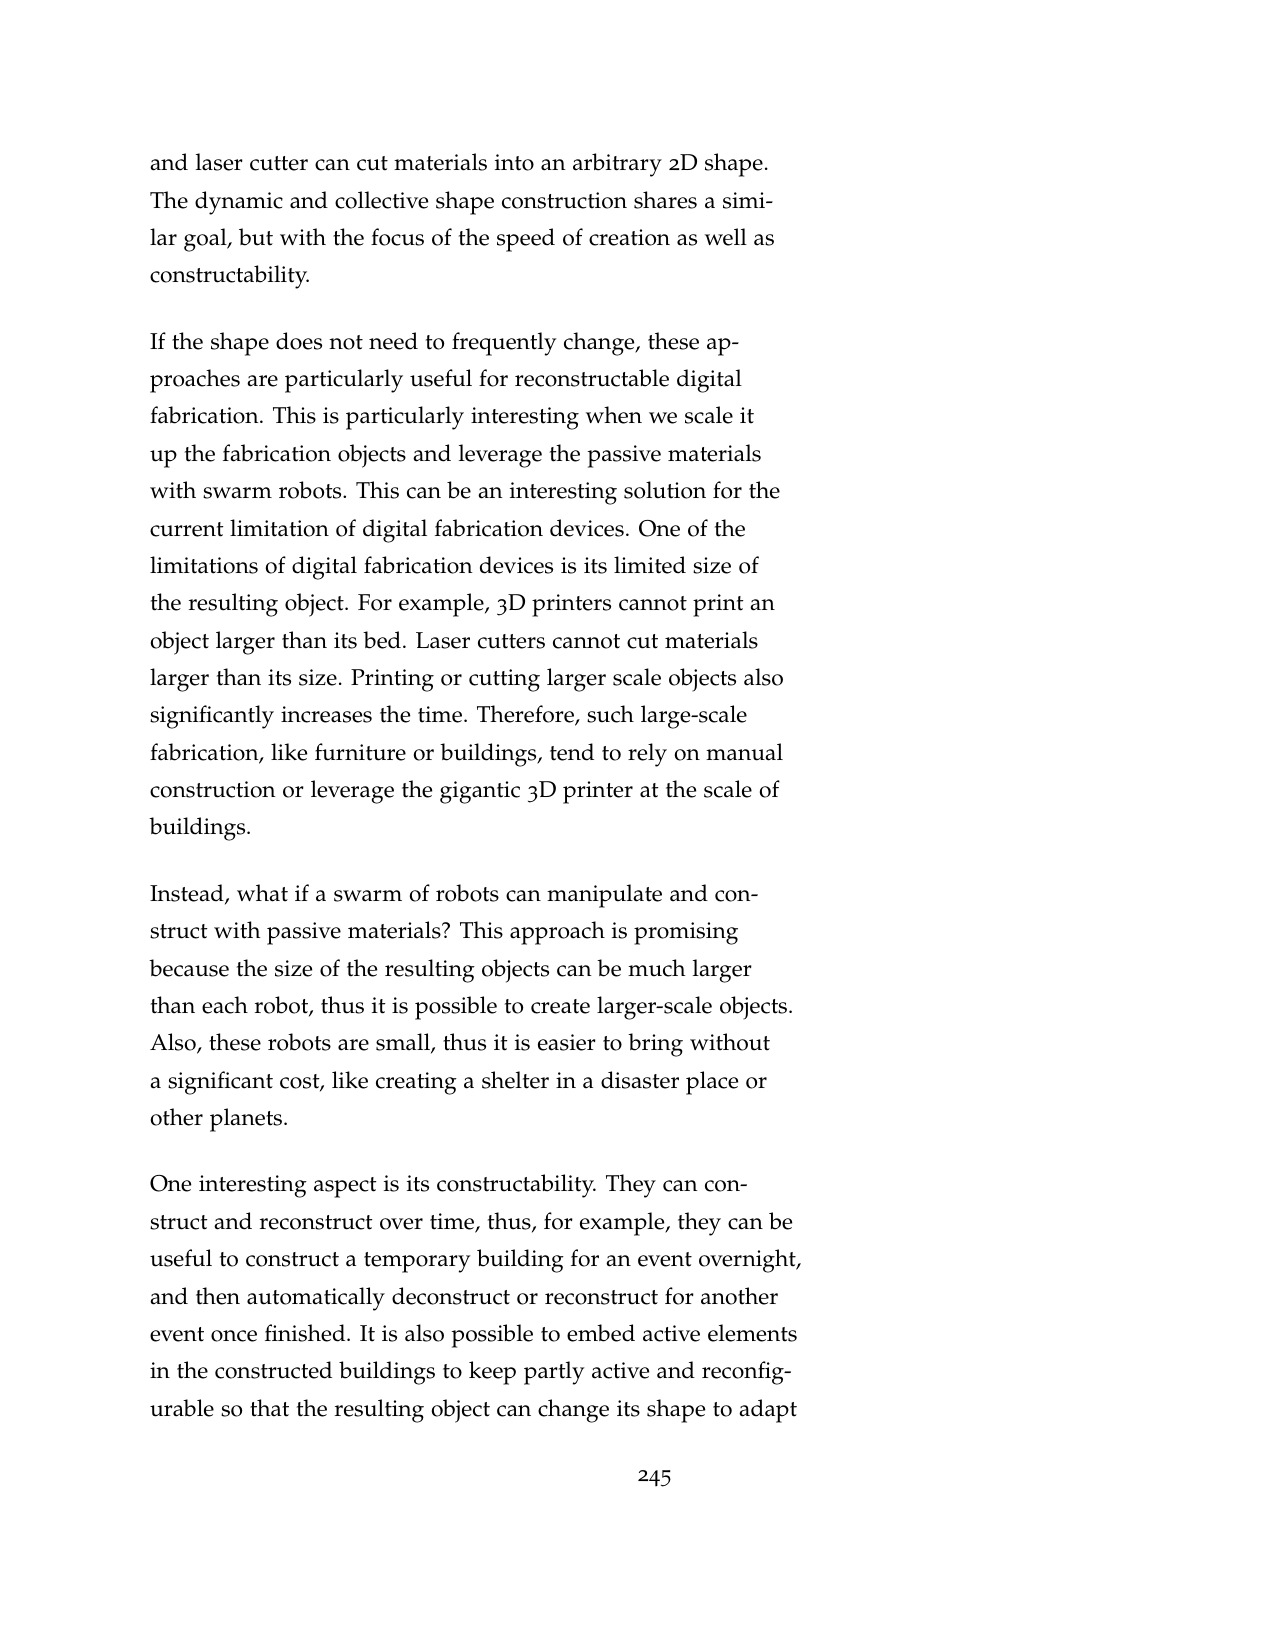 and laser cutter can cut materials into an arbitrary 2D shape.
The dynamic and collective shape construction shares a simi-
lar goal, but with the focus of the speed of creation as well as
constructability.
If the shape does not need to frequently change, these ap-
proaches are particularly useful for reconstructable digital
fabrication. This is particularly interesting when we scale it
up the fabrication objects and leverage the passive materials
with swarm robots. This can be an interesting solution for the
current limitation of digital fabrication devices. One of the
limitations of digital fabrication devices is its limited size of
the resulting object. For example, 3D printers cannot print an
object larger than its bed. Laser cutters cannot cut materials
larger than its size. Printing or cutting larger scale objects also
significantly increases the time. Therefore, such large-scale
fabrication, like furniture or buildings, tend to rely on manual
construction or leverage the gigantic 3D printer at the scale of
buildings.
Instead, what if a swarm of robots can manipulate and con-
struct with passive materials? This approach is promising
because the size of the resulting objects can be much larger
than each robot, thus it is possible to create larger-scale objects.
Also, these robots are small, thus it is easier to bring without
a significant cost, like creating a shelter in a disaster place or
other planets.
One interesting aspect is its constructability. They can con-
struct and reconstruct over time, thus, for example, they can be
useful to construct a temporary building for an event overnight,
and then automatically deconstruct or reconstruct for another
event once finished. It is also possible to embed active elements
in the constructed buildings to keep partly active and reconfig-
urable so that the resulting object can change its shape to adapt
245